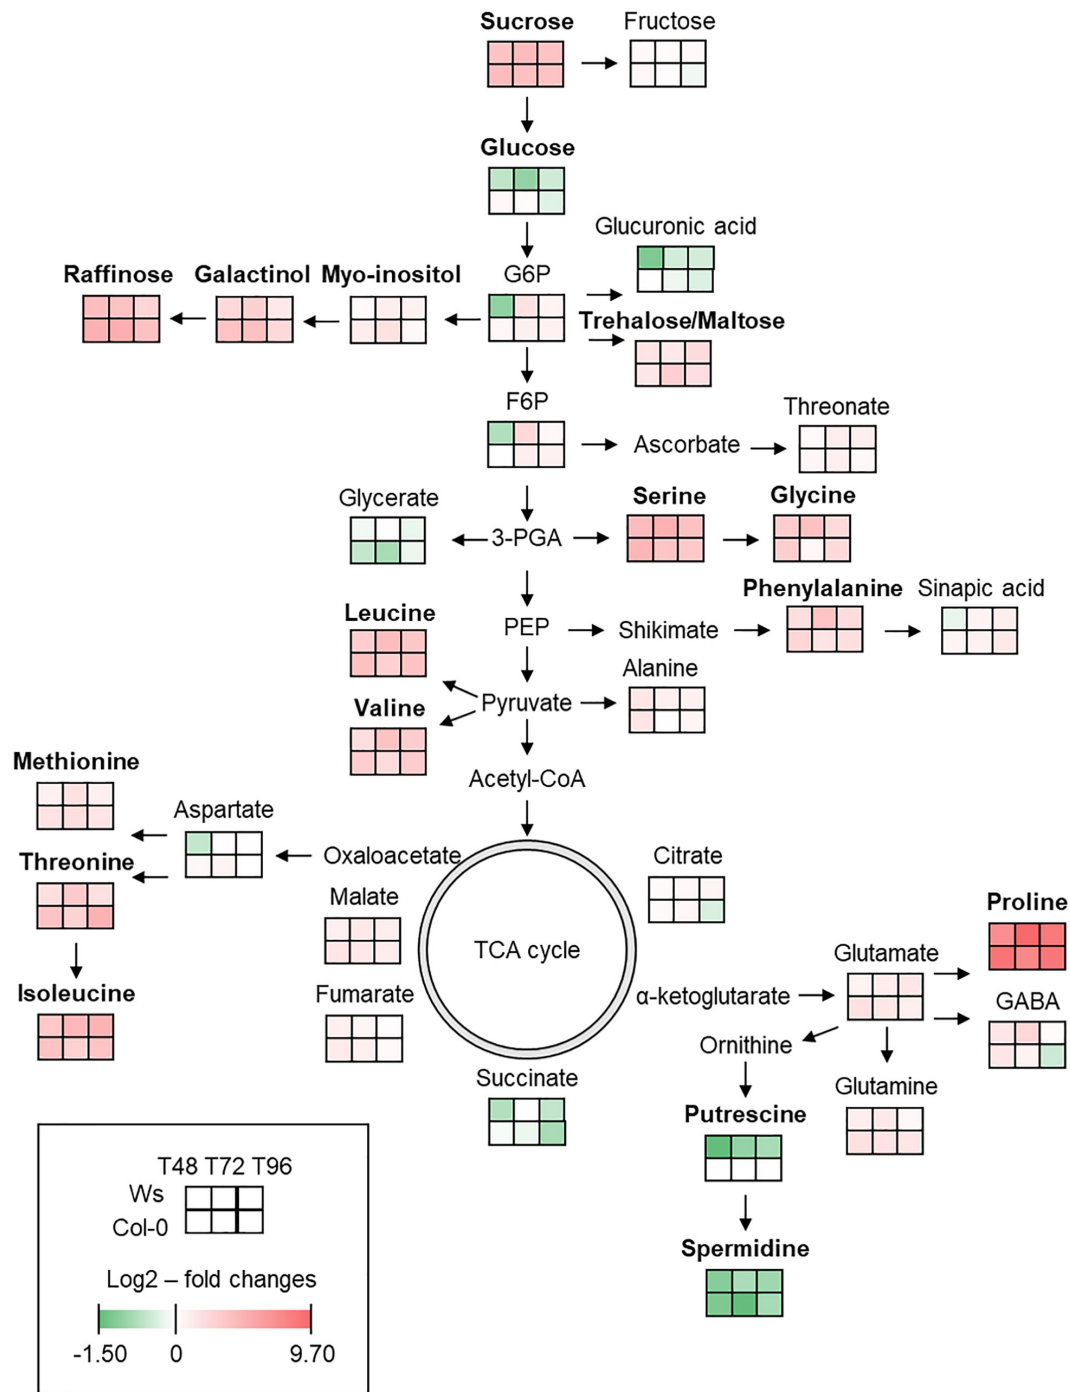 Sucrose
Fructose
Glucose
Glucuronic acid
Raffinose
Galactinol
Myo-inositol
G6P
Trehalose/Maltose
F6P
Threonate
Ascorbate
Glycerate
Serine
Glycine
3-PGA
Phenylalanine
Sinapic acid
Leucine
PEP
Shikimate
Alanine
Valine
Pyruvate
Methionine
Acetyl-CoA
Aspartate
Threonine
Oxaloacetate
Citrate
Malate
Proline
TCA cycle
Glutamate
Isoleucine
Fumarate
α-ketoglutarate
GABA
Ornithine
Succinate
Glutamine
Putrescine
T48 T72 T96
Ws
Col-0
Spermidine
Log2 – fold changes
-1.50 0 9.70